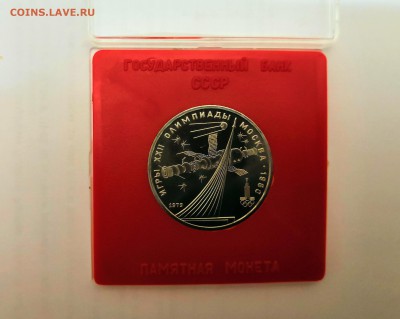 COINS.LAVE.RU
ГОСУДАРСТВЕННЫЙ БАНК
СССР
ИГРЫ XXII ОЛИМПИАДЫ МОСКВА 1980
1979
ПАМЯТНАЯ МОНЕТА